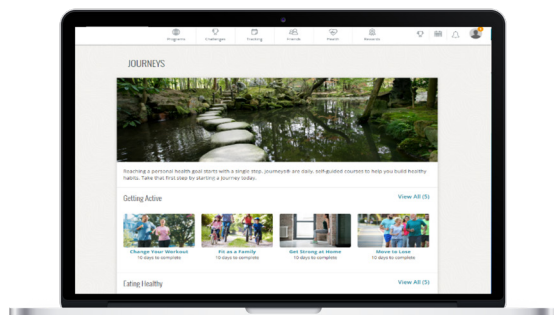 Programs Challenges Tracking Friends Health Rewards
JOURNEYS
Reaching a personal health goal starts with a single step. Journeys® are daily, self-guided courses to help you build healthy
habits. Take that first step by starting a journey today.
Getting Active View All (5)
Change Your Workout Fit as a Family Get Strong at Home Move to Lose
10 days to complete 10 days to complete 10 days to complete 10 days to complete
Eating Healthy View All (5)